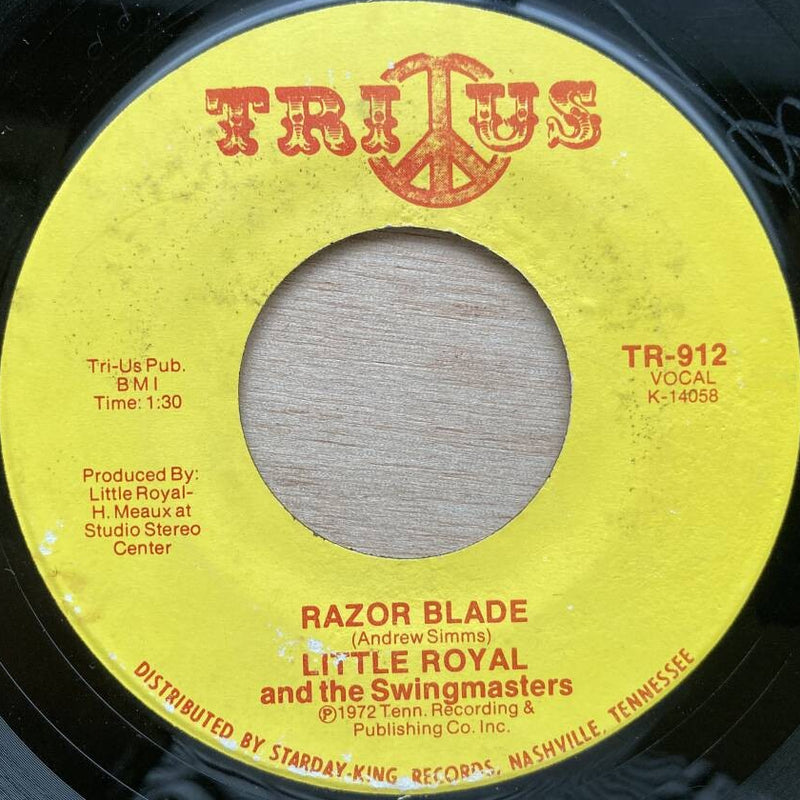 TRI US
Tri-Us Pub.
BMI
Time: 1:30
TR-912
VOCAL
K-14058
Produced By:
Little Royal-
H. Meaux at
Studio Stereo
Center
RAZOR BLADE
(Andrew Simms)
LITTLE ROYAL
and the Swingmasters
Ⓟ1972 Tenn. Recording &
Publishing Co. Inc.
DISTRIBUTED BY STARDAY-KING RECORDS, NASHVILLE, TENNESSEE